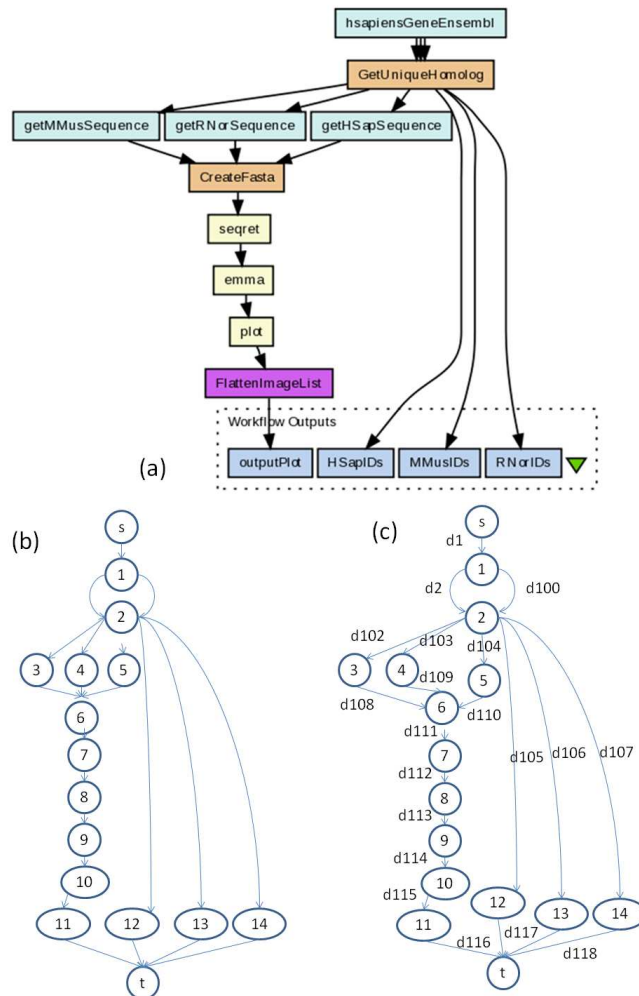 hsapiensGeneEnsembl
GetUniqueHomolog
getMMusSequence getRNorSequence getHSapSequence
CreateFasta
seqret
emma
plot
FlattenImageList
Workflow Outputs
outputPlot HSapIDs MMusIDs RNorIDs
(a)
(b)
s
1
2
3 4 5
6
7
8
9
10
11 12 13 14
t
(c)
s
d1
1
d2 d100
2
d102 d103 d104
3 4 5
d109
d108 6 d110
d111
7
d105 d106 d107
d112
8
d113
9
d114
10
d115
11 12 13 14
d116 d117 d118
t